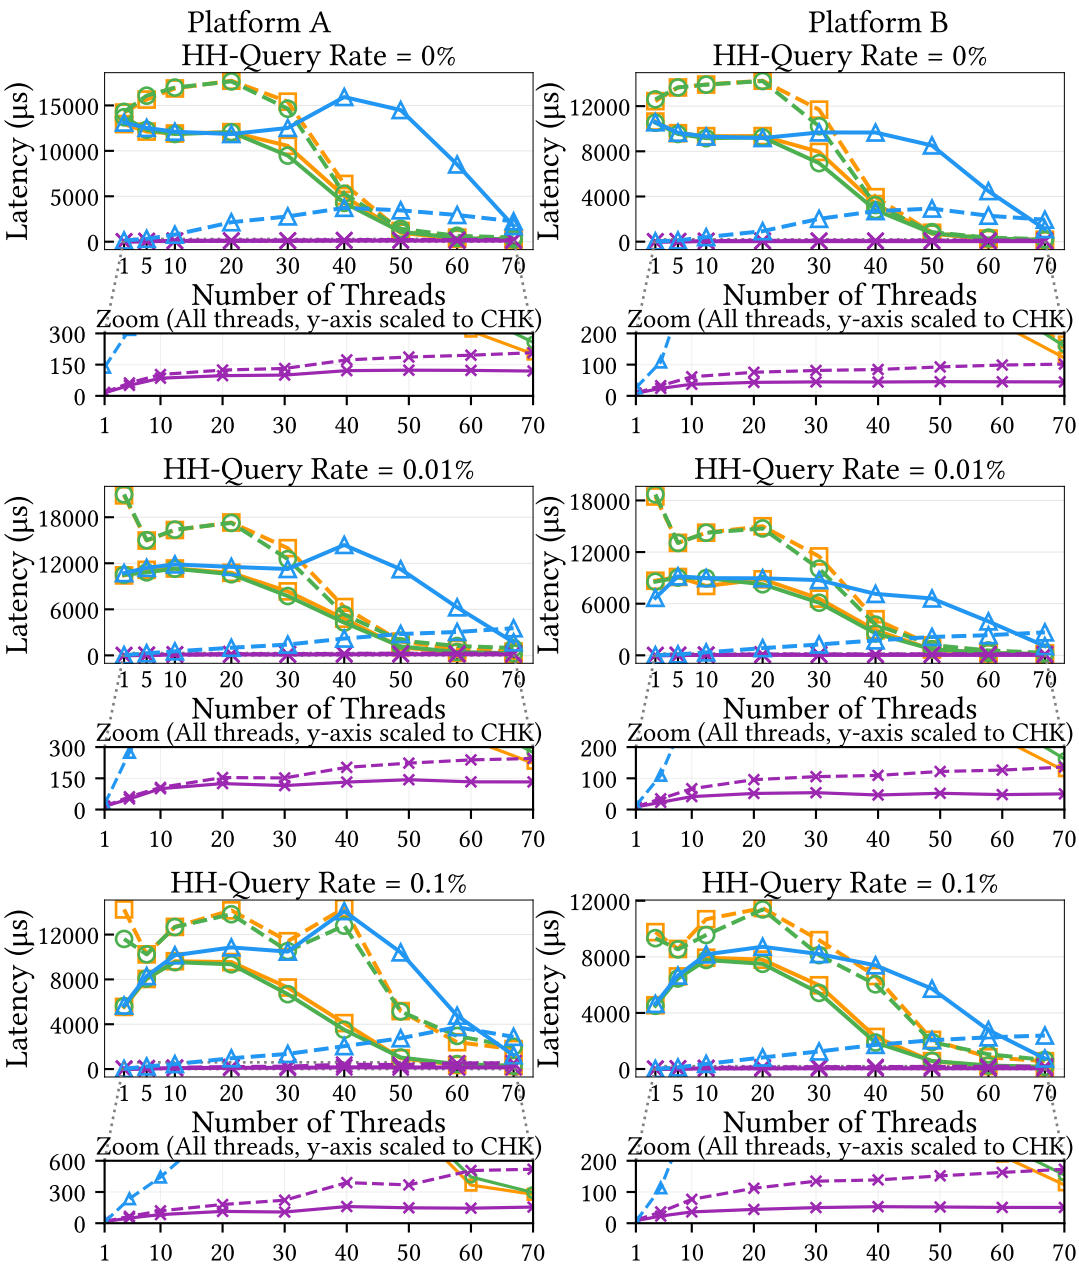 Platform A
HH-Query Rate = 0%
Latency (µs)
15000
10000
5000
0
1 5 10 20 30 40 50 60 70
Number of Threads
Zoom (All threads, y-axis scaled to CHK)
300
150
0
1 10 20 30 40 50 60 70
HH-Query Rate = 0.01%
Latency (µs)
18000
12000
6000
0
1 5 10 20 30 40 50 60 70
Number of Threads
Zoom (All threads, y-axis scaled to CHK)
300
150
0
1 10 20 30 40 50 60 70
HH-Query Rate = 0.1%
Latency (µs)
12000
8000
4000
0
1 5 10 20 30 40 50 60 70
Number of Threads
Zoom (All threads, y-axis scaled to CHK)
600
300
0
1 10 20 30 40 50 60 70
Platform B
HH-Query Rate = 0%
Latency (µs)
12000
8000
4000
0
1 5 10 20 30 40 50 60 70
Number of Threads
Zoom (All threads, y-axis scaled to CHK)
200
100
0
1 10 20 30 40 50 60 70
HH-Query Rate = 0.01%
Latency (µs)
18000
12000
6000
0
1 5 10 20 30 40 50 60 70
Number of Threads
Zoom (All threads, y-axis scaled to CHK)
200
100
0
1 10 20 30 40 50 60 70
HH-Query Rate = 0.1%
Latency (µs)
12000
8000
4000
0
1 5 10 20 30 40 50 60 70
Number of Threads
Zoom (All threads, y-axis scaled to CHK)
200
100
0
1 10 20 30 40 50 60 70